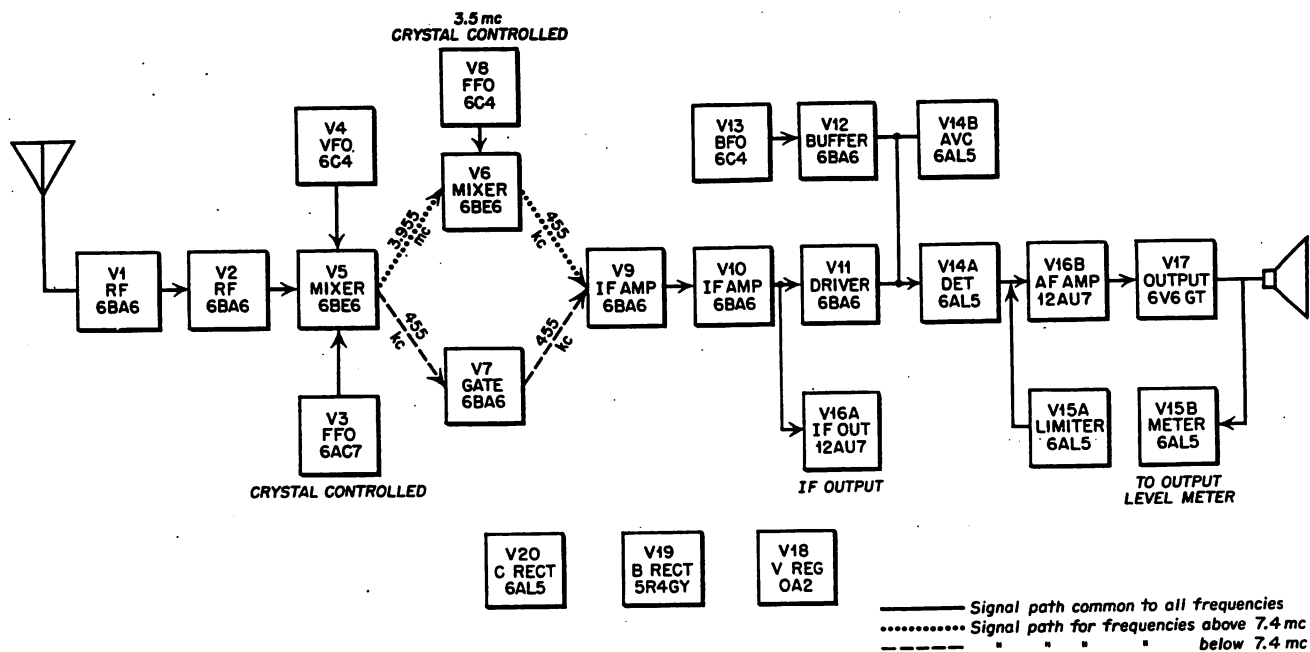 3.5 mc
CRYSTAL CONTROLLED
V8
FFO
6C4
V4
VFO
6C4
V6
MIXER
6BE6
V13
BFO
6C4
V12
BUFFER
6BA6
V14B
AVC
6AL5
3.955
mc
455
kc
V1
RF
6BA6
V2
RF
6BA6
V5
MIXER
6BE6
V9
IF AMP
6BA6
V10
IF AMP
6BA6
V11
DRIVER
6BA6
V14A
DET
6AL5
V16B
AF AMP
12AU7
V17
OUTPUT
6V6 GT
455
kc
455
kc
V7
GATE
6BA6
V3
FFO
6AC7
CRYSTAL CONTROLLED
V16A
IF OUT
12AU7
IF OUTPUT
V15A
LIMITER
6AL5
V15B
METER
6AL5
TO OUTPUT
LEVEL METER
V20
C RECT
6AL5
V19
B RECT
5R4GY
V18
V REG
OA2
Signal path common to all frequencies
Signal path for frequencies above 7.4 mc
" " " " below 7.4 mc